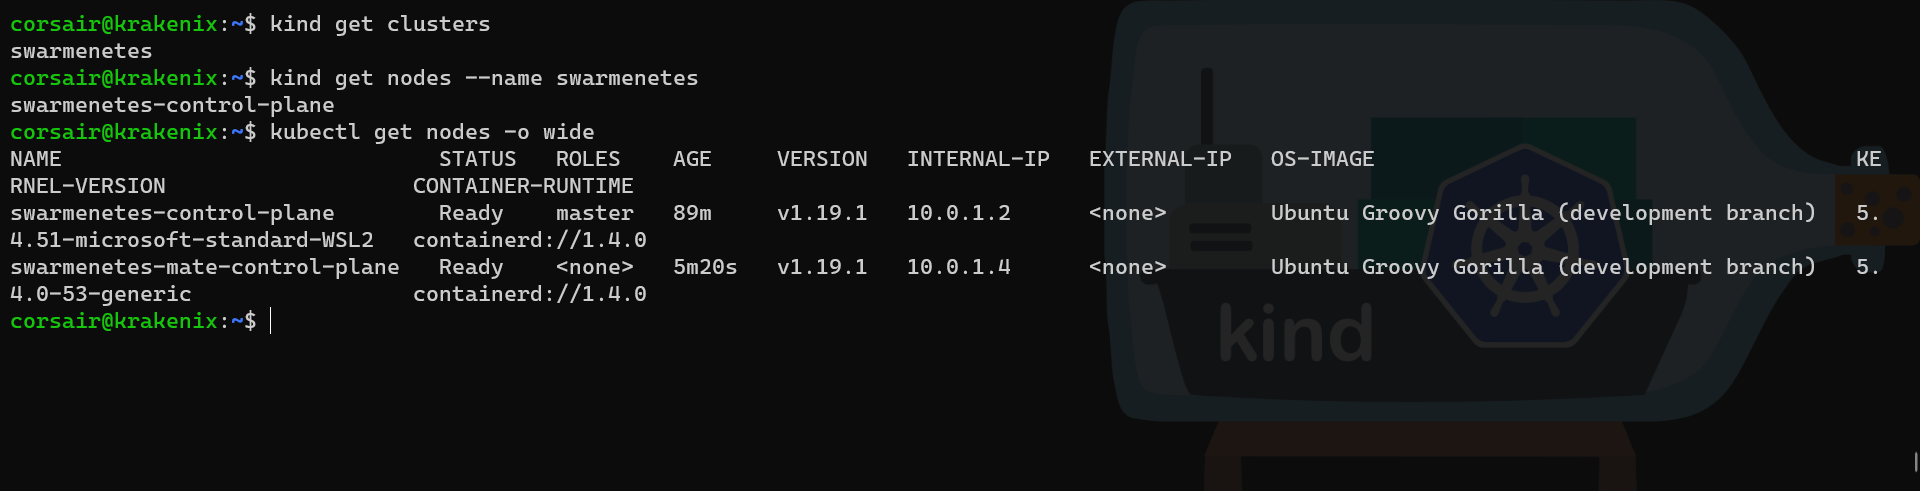 corsair@krakenix:~$ kind get clusters
swarmenetes
corsair@krakenix:~$ kind get nodes --name swarmenetes
swarmenetes-control-plane
corsair@krakenix:~$ kubectl get nodes -o wide
NAME                             STATUS   ROLES    AGE     VERSION   INTERNAL-IP   EXTERNAL-IP   OS-IMAGE                                     KE
RNEL-VERSION                   CONTAINER-RUNTIME
swarmenetes-control-plane        Ready    master   89m     v1.19.1   10.0.1.2      <none>        Ubuntu Groovy Gorilla (development branch)   5.
4.51-microsoft-standard-WSL2   containerd://1.4.0
swarmenetes-mate-control-plane   Ready    <none>   5m20s   v1.19.1   10.0.1.4      <none>        Ubuntu Groovy Gorilla (development branch)   5.
4.0-53-generic                 containerd://1.4.0
corsair@krakenix:~$
kind